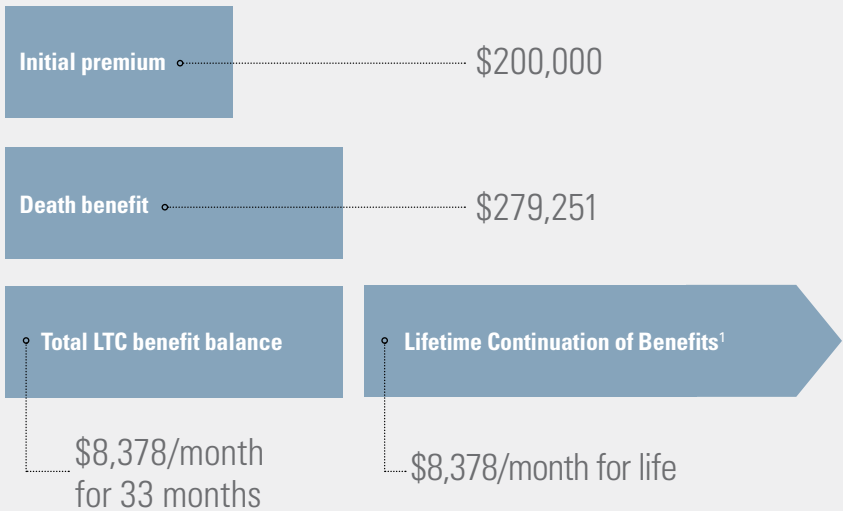 Initial premium
$200,000
Death benefit
$279,251
Total LTC benefit balance
Lifetime Continuation of Benefits¹
$8,378/month
for 33 months
$8,378/month for life